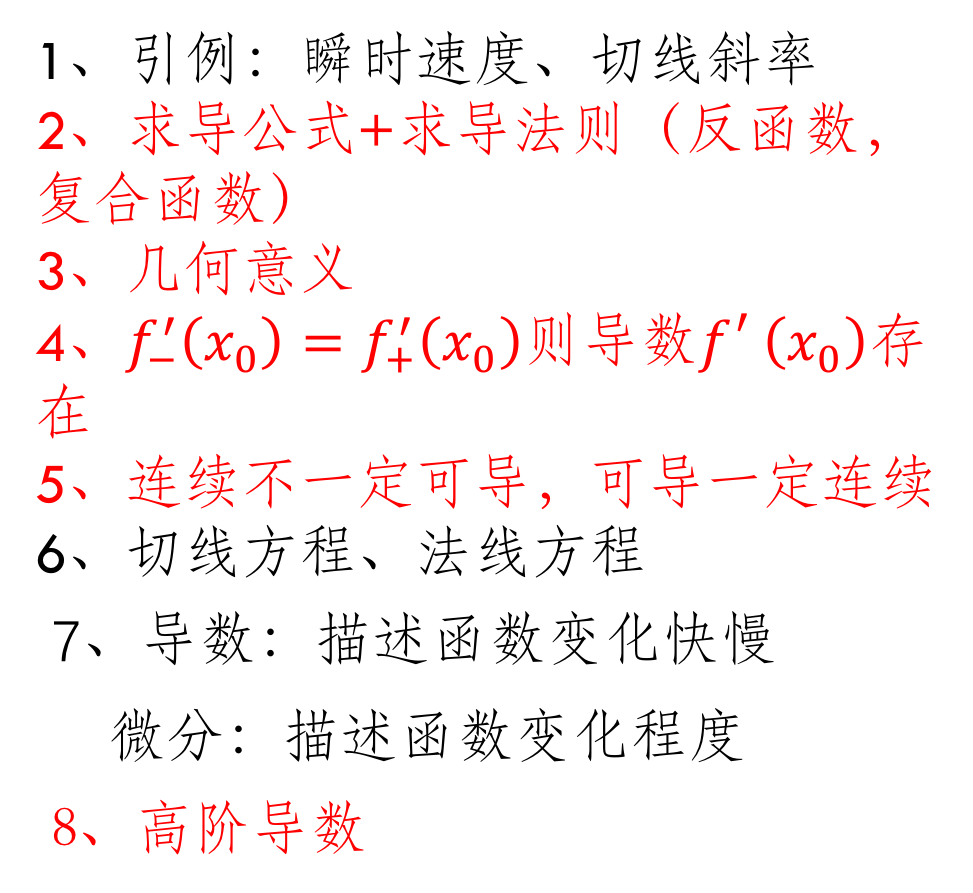 1、引例：瞬时速度、切线斜率
2、求导公式+求导法则（反函数，
复合函数）
3、几何意义
4、f′₋(x₀) = f′₊(x₀)则导数f′(x₀)存
在
5、连续不一定可导，可导一定连续
6、切线方程、法线方程
7、导数：描述函数变化快慢
微分：描述函数变化程度
8、高阶导数